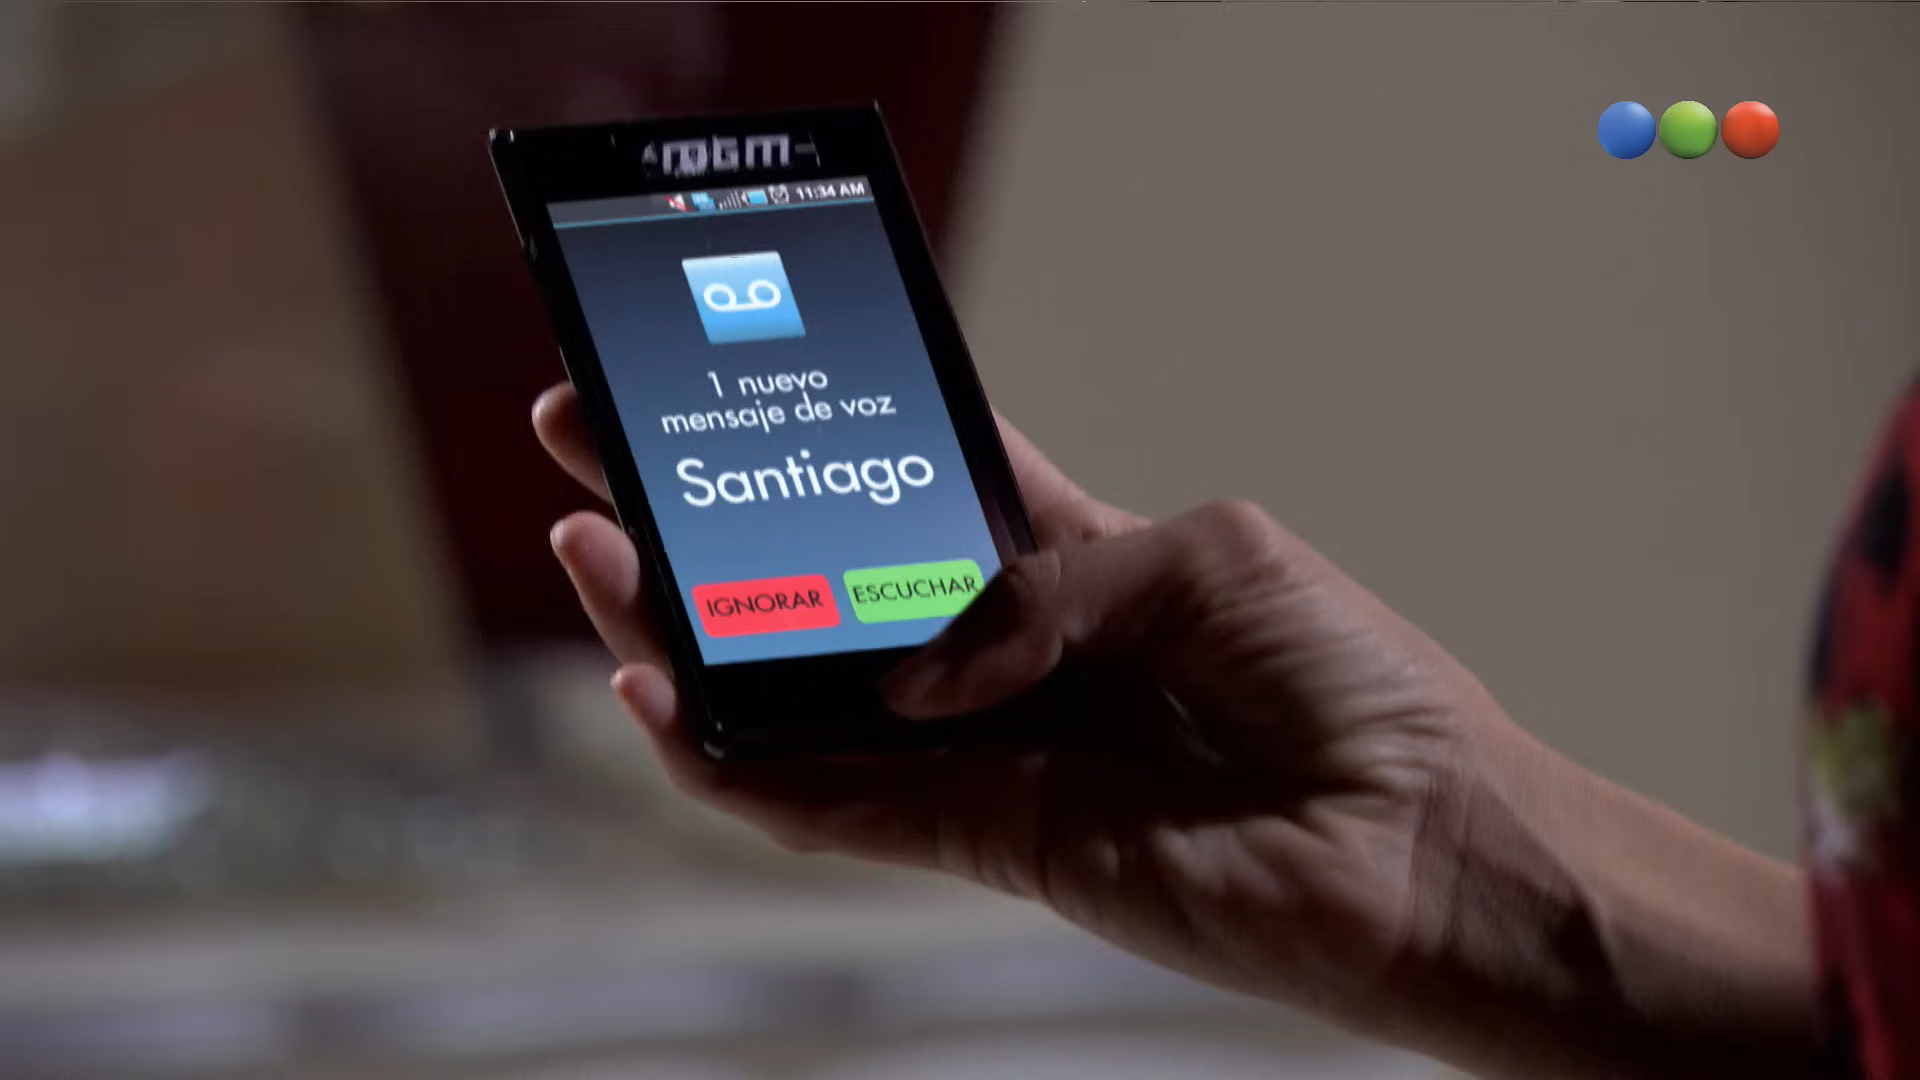 11:34 AM
1 nuevo
mensaje de voz
Santiago
IGNORAR
ESCUCHAR